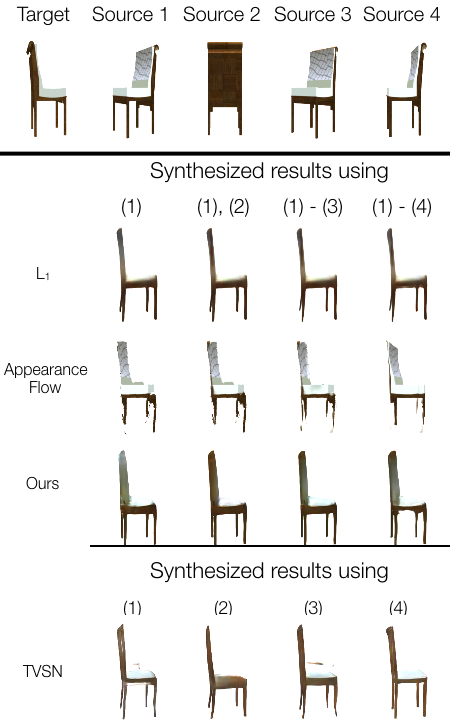 Target Source 1 Source 2 Source 3 Source 4
Synthesized results using
(1) (1), (2) (1) - (3) (1) - (4)
L₁
Appearance
Flow
Ours
Synthesized results using
(1) (2) (3) (4)
TVSN